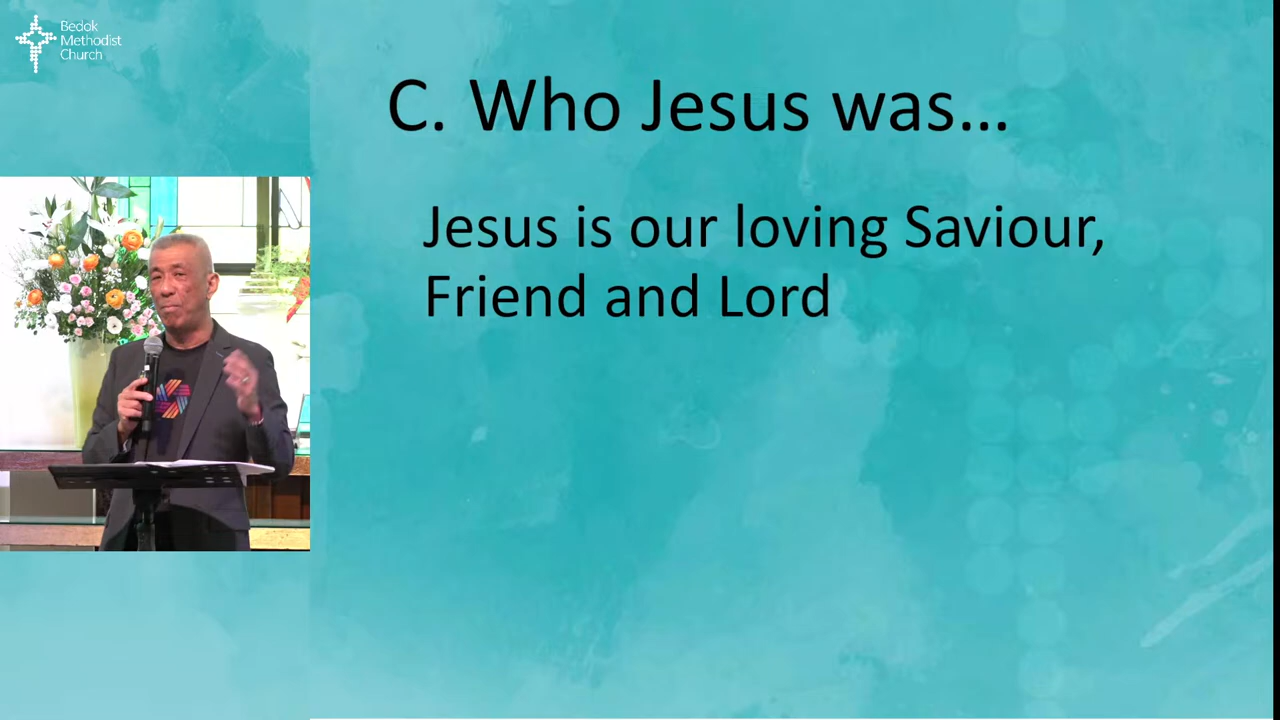 Bedok
Methodist
Church
C. Who Jesus was...
Jesus is our loving Saviour,
Friend and Lord